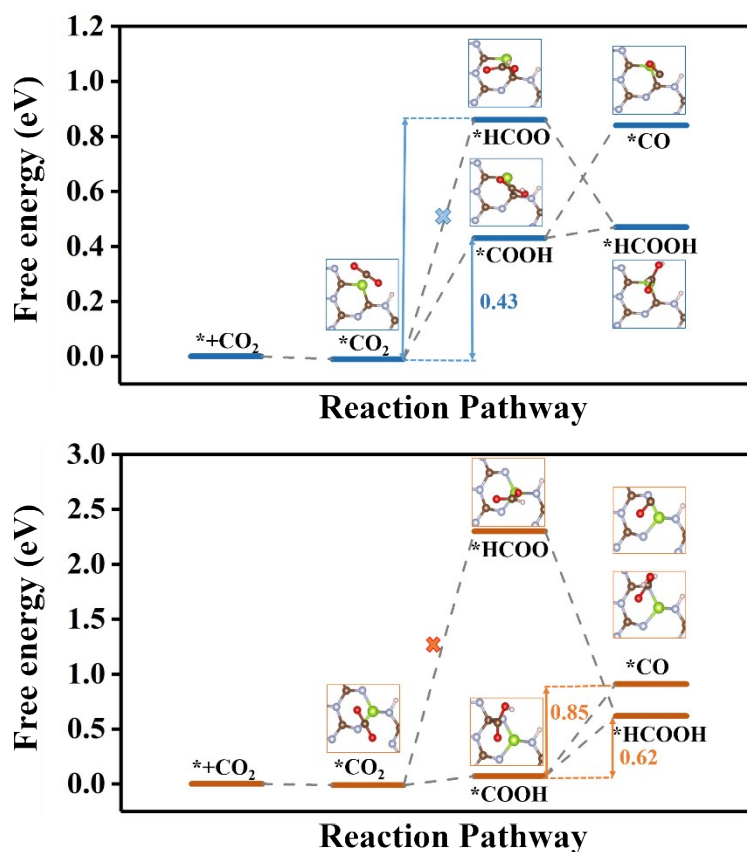 1.2
1.0
0.8
0.6
0.4
0.2
0.0
Free energy (eV)
*+CO₂
*CO₂
*HCOO
*COOH
0.43
*CO
*HCOOH
Reaction Pathway
3.0
2.5
2.0
1.5
1.0
0.5
0.0
Free energy (eV)
*+CO₂
*CO₂
*HCOO
*COOH
0.85
*CO
*HCOOH
0.62
Reaction Pathway